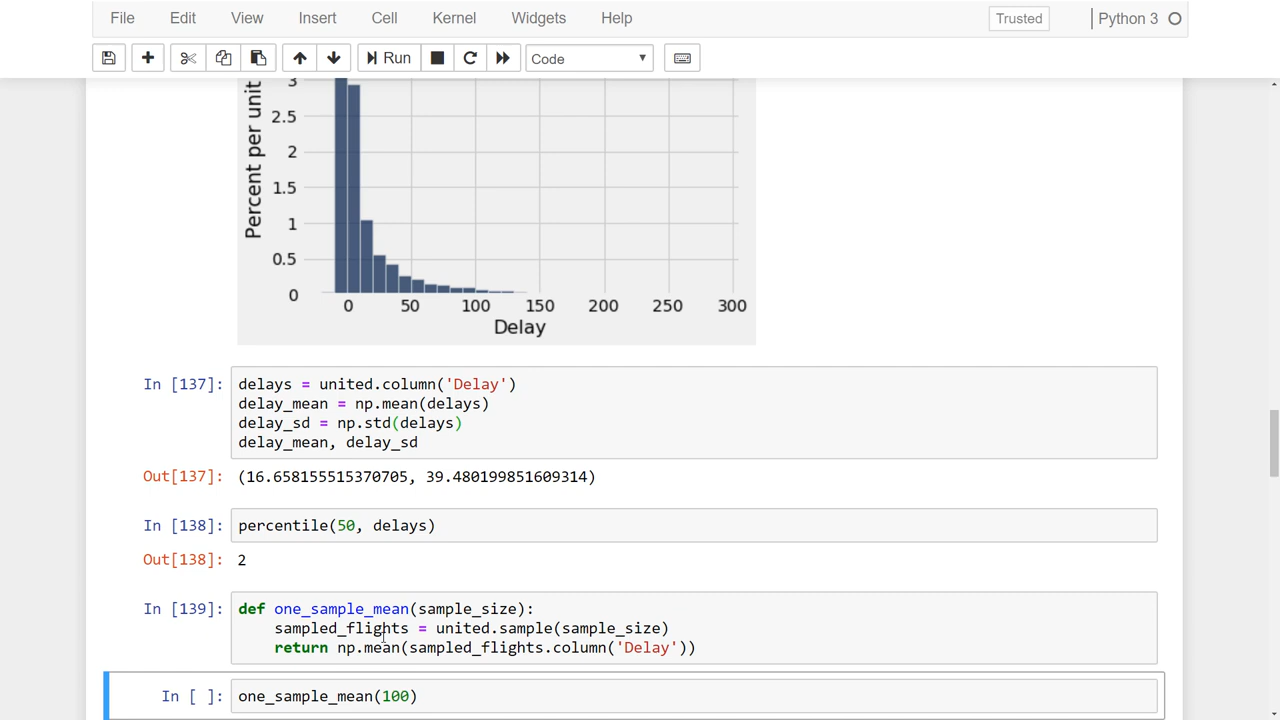 File Edit View Insert Cell Kernel Widgets Help Trusted Python 3
Run Code
3
2.5
2
1.5
1
0.5
0
Percent per unit
0 50 100 150 200 250 300
Delay
In [137]: delays = united.column('Delay')
delay_mean = np.mean(delays)
delay_sd = np.std(delays)
delay_mean, delay_sd
Out[137]: (16.658155515370705, 39.480199851609314)
In [138]: percentile(50, delays)
Out[138]: 2
In [139]: def one_sample_mean(sample_size):
    sampled_flights = united.sample(sample_size)
    return np.mean(sampled_flights.column('Delay'))
In [ ]: one_sample_mean(100)